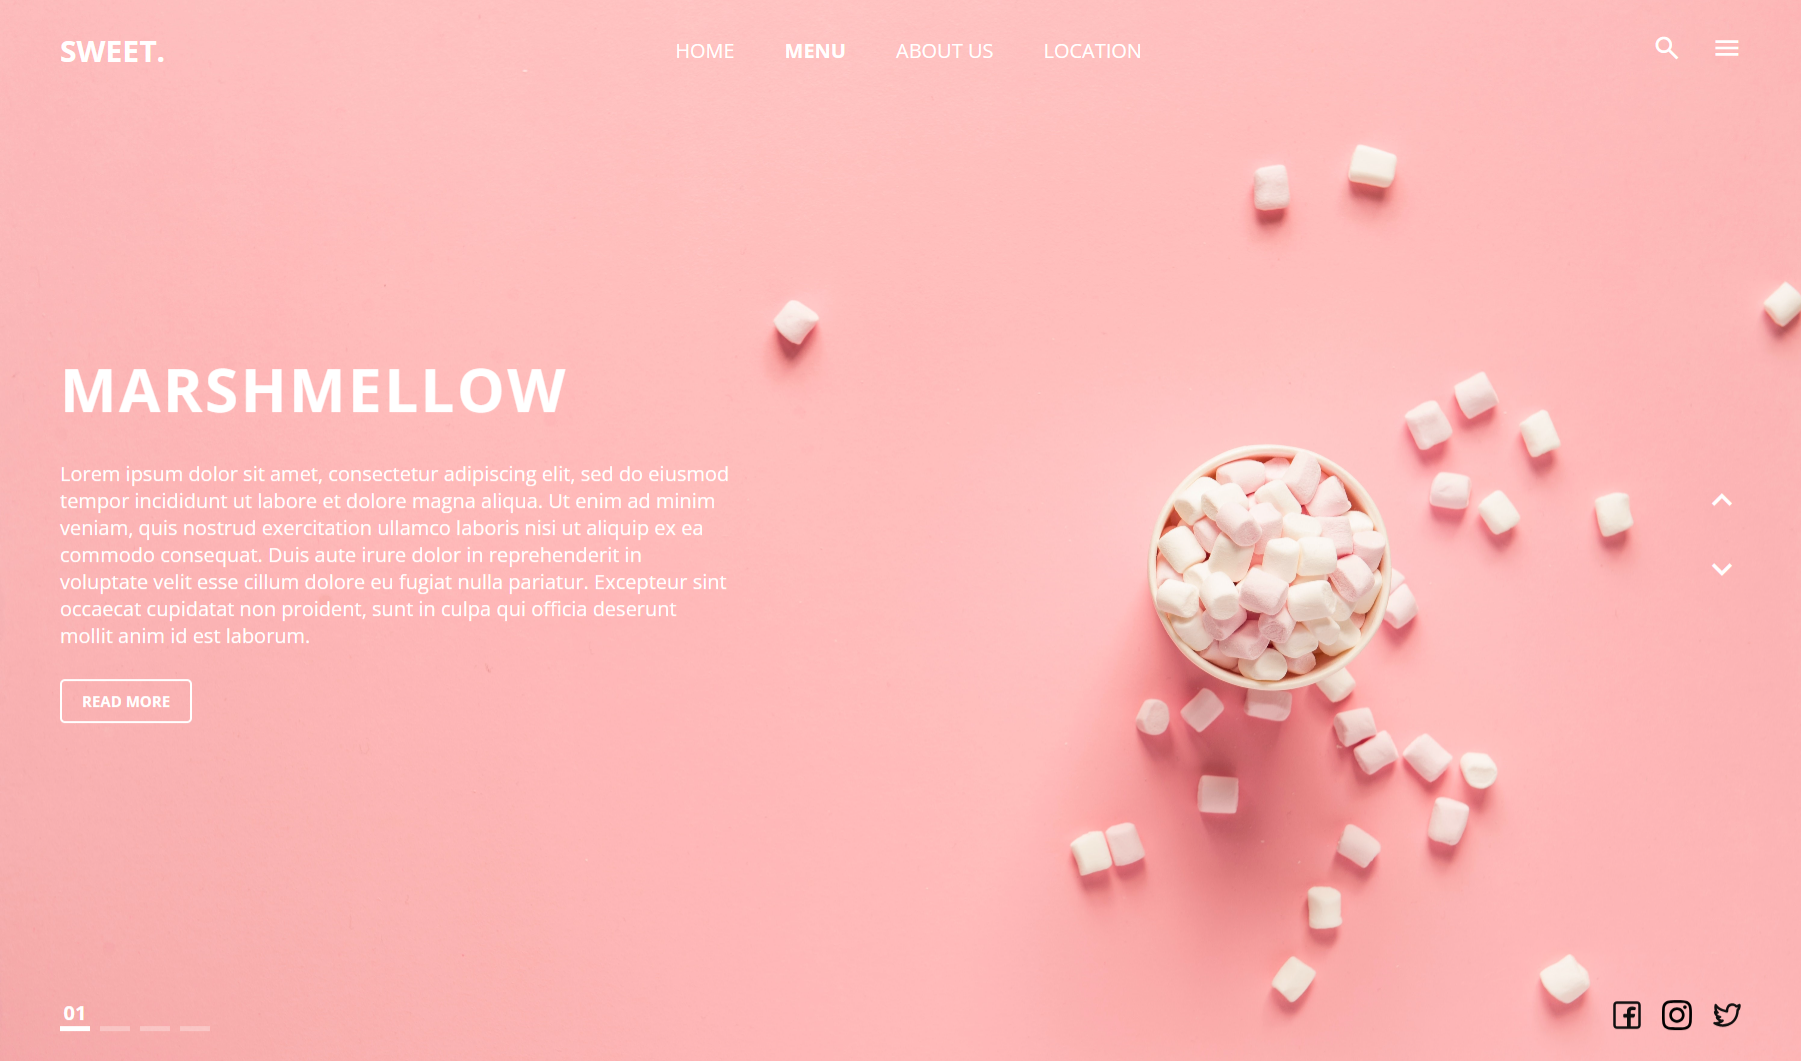 SWEET.
HOME MENU ABOUT US LOCATION
MARSHMELLOW
Lorem ipsum dolor sit amet, consectetur adipiscing elit, sed do eiusmod
tempor incididunt ut labore et dolore magna aliqua. Ut enim ad minim
veniam, quis nostrud exercitation ullamco laboris nisi ut aliquip ex ea
commodo consequat. Duis aute irure dolor in reprehenderit in
voluptate velit esse cillum dolore eu fugiat nulla pariatur. Excepteur sint
occaecat cupidatat non proident, sunt in culpa qui officia deserunt
mollit anim id est laborum.
READ MORE
01